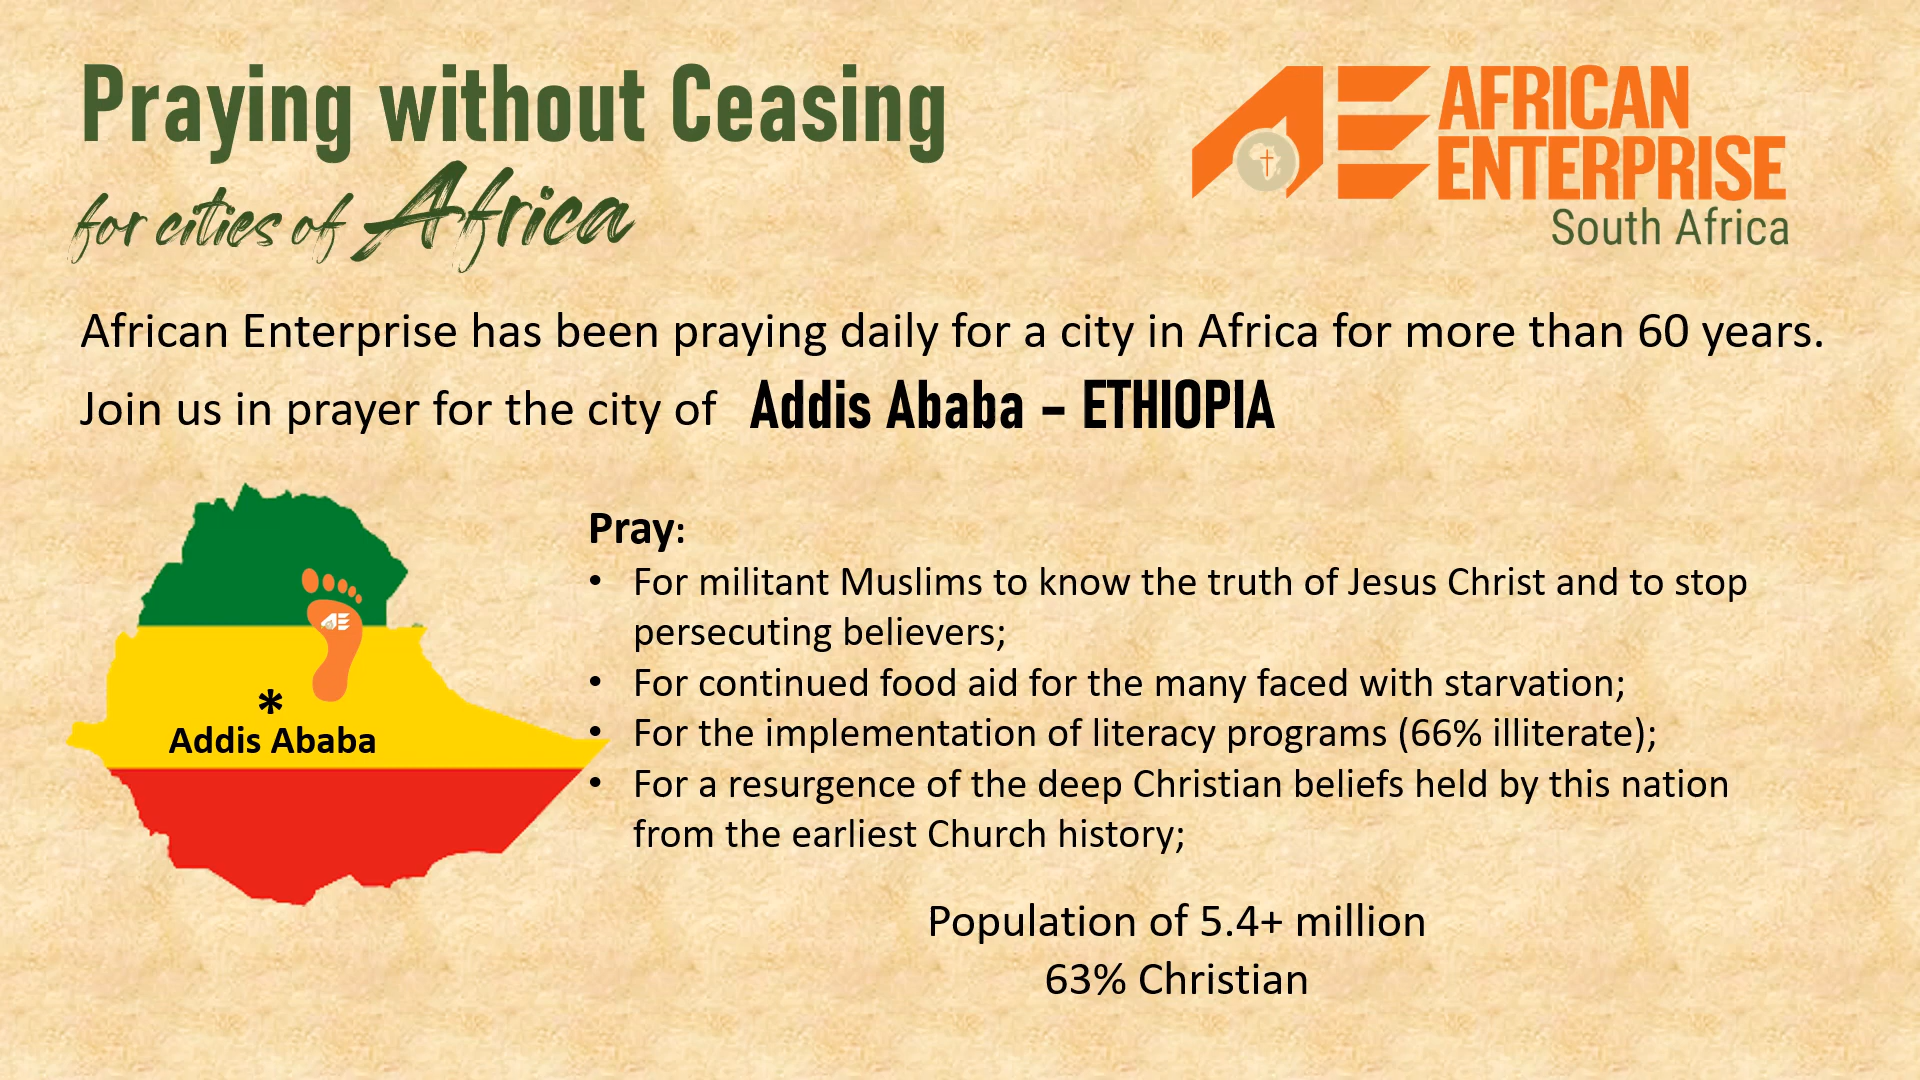 Praying without Ceasing
for cities of Africa
AE AFRICAN
ENTERPRISE
South Africa
African Enterprise has been praying daily for a city in Africa for more than 60 years.
Join us in prayer for the city of Addis Ababa – ETHIOPIA
AE
*
Addis Ababa
Pray:
• For militant Muslims to know the truth of Jesus Christ and to stop
persecuting believers;
• For continued food aid for the many faced with starvation;
• For the implementation of literacy programs (66% illiterate);
• For a resurgence of the deep Christian beliefs held by this nation
from the earliest Church history;
Population of 5.4+ million
63% Christian